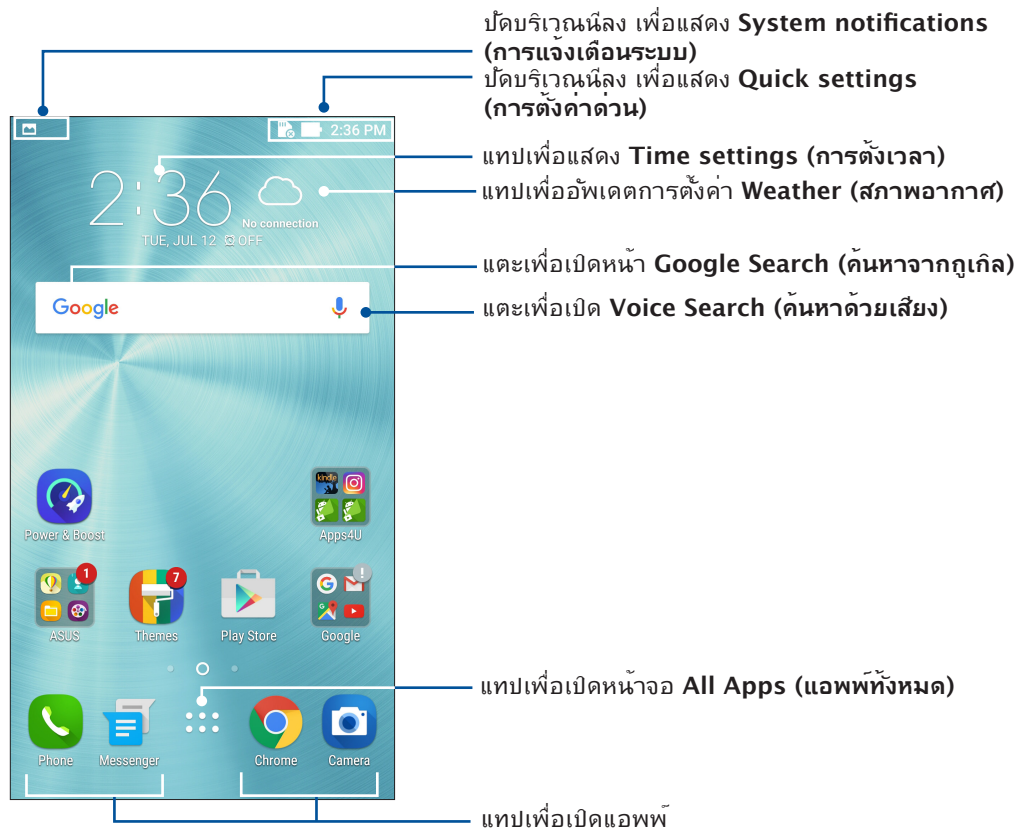 ปัดบริเวณนี้ลง เพื่อแสดง System notifications
(การแจ้งเตือนระบบ)
ปัดบริเวณนี้ลง เพื่อแสดง Quick settings
(การตั้งค่าด่วน)
2:36 PM
แทปเพื่อแสดง Time settings (การตั้งเวลา)
2:36
แทปเพื่ออัพเดตการตั้งค่า Weather (สภาพอากาศ)
No connection
TUE, JUL 12 OFF
แตะเพื่อเปิดหน้า Google Search (ค้นหาจากกูเกิล)
Google
แตะเพื่อเปิด Voice Search (ค้นหาด้วยเสียง)
kindle
Power & Boost
Apps4U
1
7
ASUS
Themes
Play Store
Google
แทปเพื่อเปิดหน้าจอ All Apps (แอพพ์ทั้งหมด)
Phone
Messenger
Chrome
Camera
แทปเพื่อเปิดแอพพ์